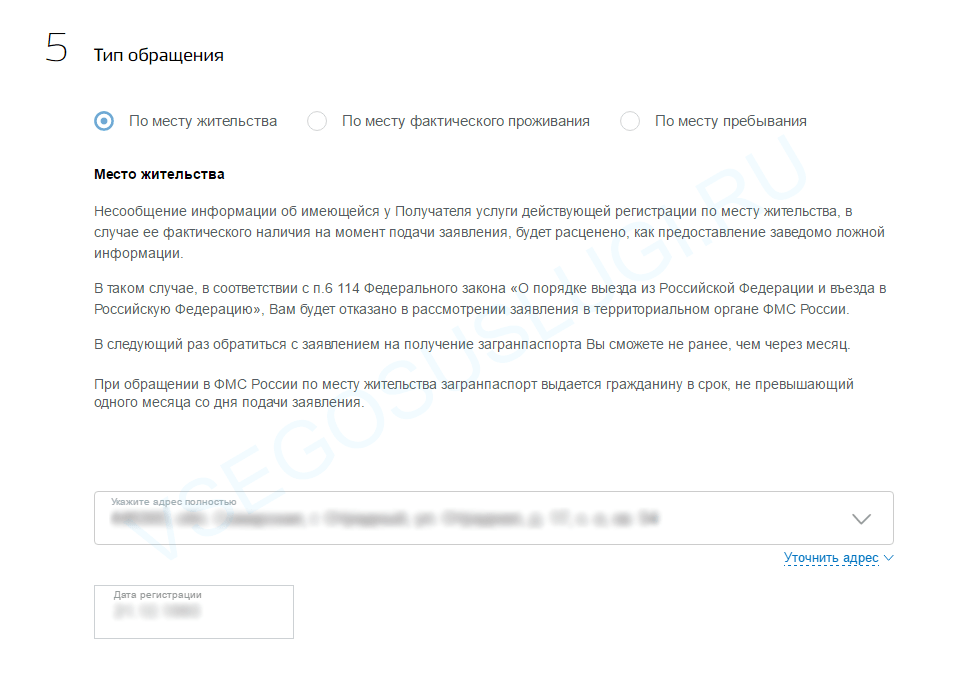 5
Тип обращения
По месту жительства
По месту фактического проживания
По месту пребывания
Место жительства
Несообщение информации об имеющейся у Получателя услуги действующей регистрации по месту жительства, в
случае ее фактического наличия на момент подачи заявления, будет расценено, как предоставление заведомо ложной
информации.
В таком случае, в соответствии с п.6 114 Федерального закона «О порядке выезда из Российской Федерации и въезда в
Российскую Федерацию», Вам будет отказано в рассмотрении заявления в территориальном органе ФМС России.
В следующий раз обратиться с заявлением на получение загранпаспорта Вы сможете не ранее, чем через месяц.
При обращении в ФМС России по месту жительства загранпаспорт выдается гражданину в срок, не превышающий
одного месяца со дня подачи заявления.
Укажите адрес полностью
Уточнить адрес
Дата регистрации
VSEGOSUSLUGI.RU